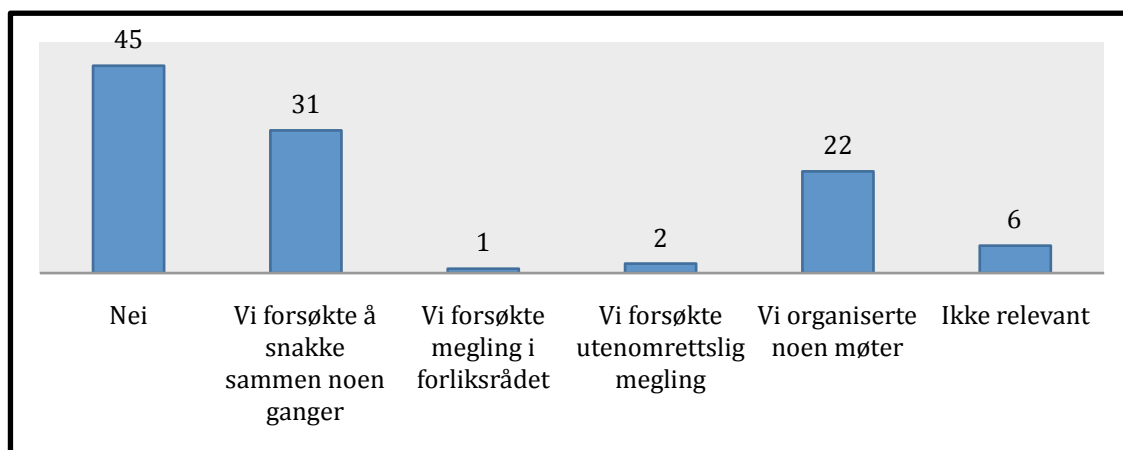 45
31
1
2
22
6
Nei
Vi forsøkte å
snakke
sammen noen
ganger
Vi forsøkte
megling i
forliksrådet
Vi forsøkte
utenomrettslig
megling
Vi organiserte
noen møter
Ikke relevant